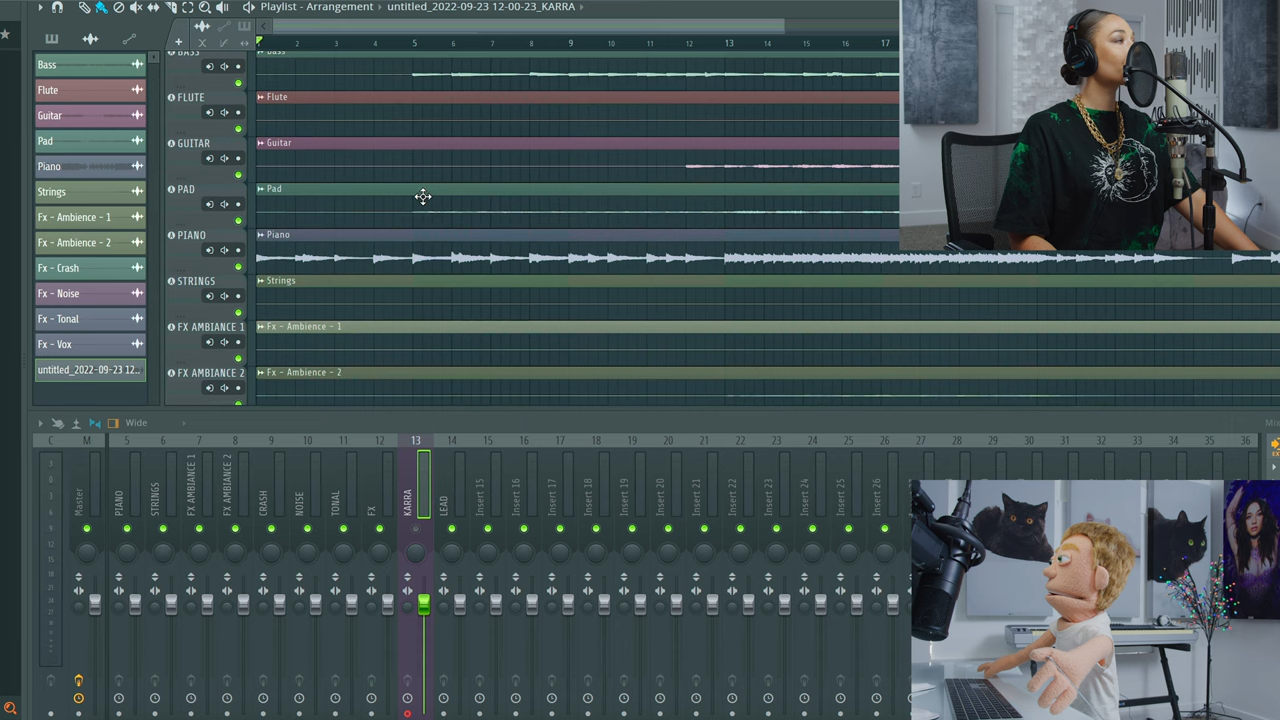 Playlist - Arrangement › untitled_2022-09-23 12-00-23_KARRA ›
1 2 3 4 5 6 7 8 9 10 11 12 13 14 15 16 17
Bass
Flute
Guitar
Pad
Piano
Strings
Fx - Ambience - 1
Fx - Ambience - 2
Fx - Crash
Fx - Noise
Fx - Tonal
Fx - Vox
untitled_2022-09-23 12..
BASS
Bass
FLUTE
Flute
GUITAR
Guitar
PAD
Pad
PIANO
Piano
STRINGS
Strings
FX AMBIANCE 1
Fx - Ambience - 1
FX AMBIANCE 2
Fx - Ambience - 2
Wide
C M 5 6 7 8 9 10 11 12 13 14 15 16 17 18 19 20 21 22 23 24 25 26 27 28 29 30 31 32 33 34 35 36
Master
PIANO
STRINGS
FX AMBIANCE 1
FX AMBIANCE 2
CRASH
NOISE
TONAL
FX
KARRA
LEAD
Insert 15
Insert 16
Insert 17
Insert 18
Insert 19
Insert 20
Insert 21
Insert 22
Insert 23
Insert 24
Insert 25
Insert 26